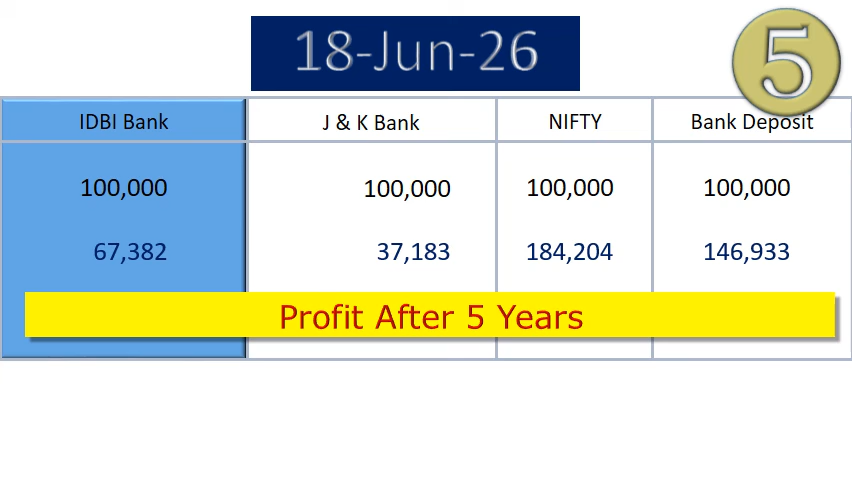 18-Jun-26
5
IDBI Bank J & K Bank NIFTY Bank Deposit
100,000 100,000 100,000 100,000
67,382 37,183 184,204 146,933
Profit After 5 Years